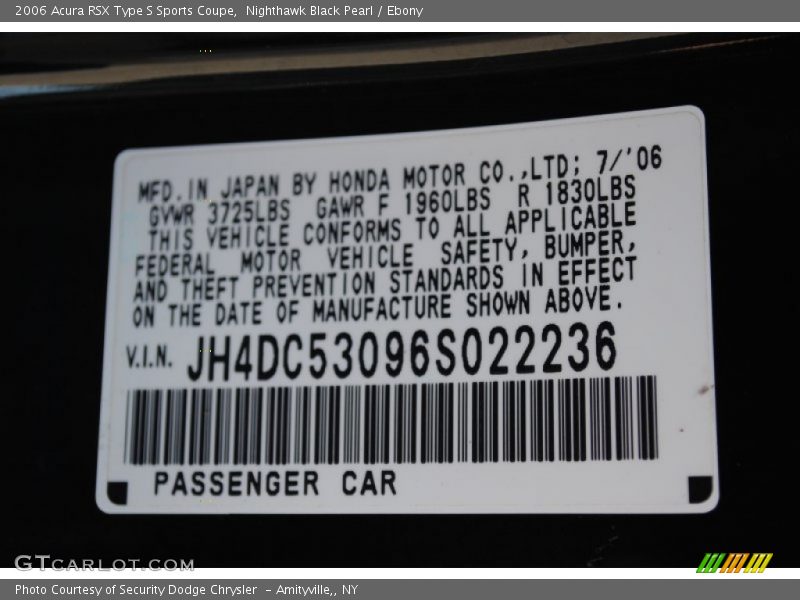 2006 Acura RSX Type S Sports Coupe,  Nighthawk Black Pearl / Ebony
MFD.IN JAPAN BY HONDA MOTOR CO.,LTD; 7/'06
GVWR 3725LBS GAWR F 1960LBS R 1830LBS
THIS VEHICLE CONFORMS TO ALL APPLICABLE
FEDERAL MOTOR VEHICLE SAFETY, BUMPER,
AND THEFT PREVENTION STANDARDS IN EFFECT
ON THE DATE OF MANUFACTURE SHOWN ABOVE.
V.I.N. JH4DC53096S022236
PASSENGER CAR
GTCARLOT.COM
Photo Courtesy of Security Dodge Chrysler  - Amityville,, NY